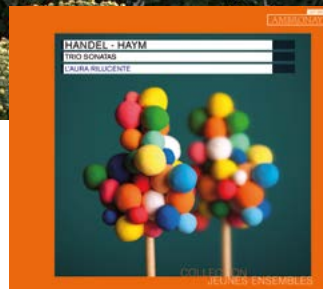 AMBRONAY
HANDEL - HAYM
TRIO SONATAS
L'AURA RILUCENTE
COLLECTION
JEUNES ENSEMBLES